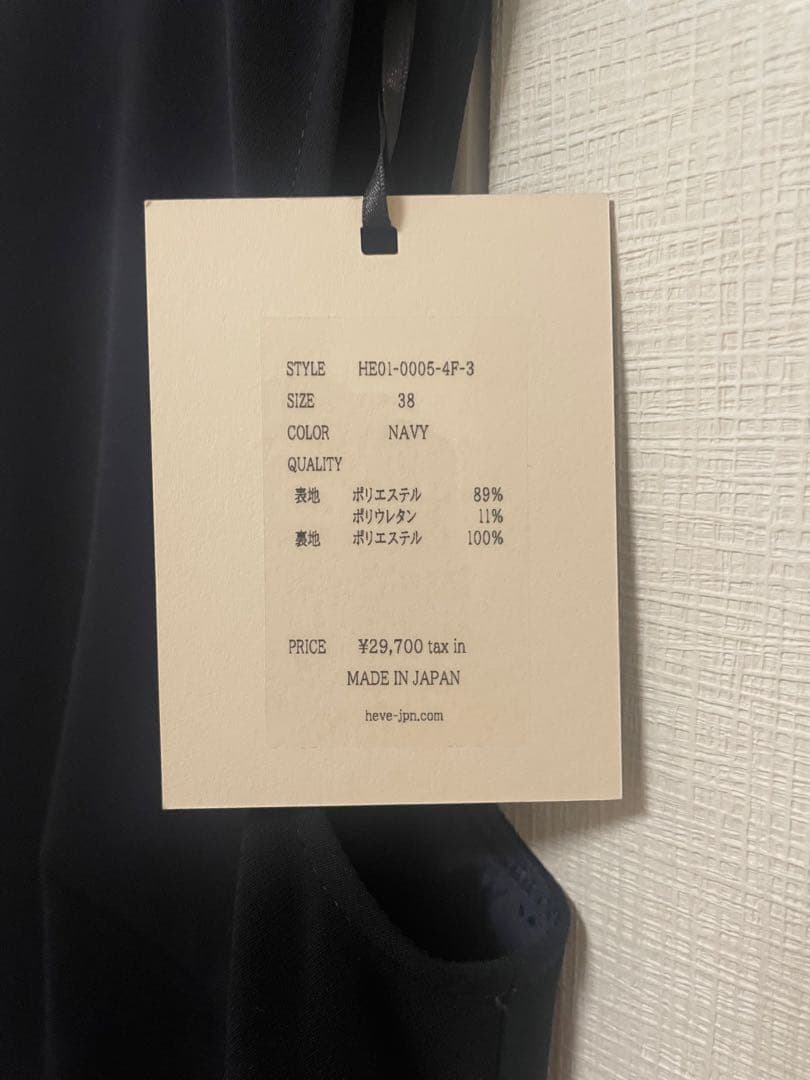 STYLE HE01-0005-4F-3
SIZE 38
COLOR NAVY
QUALITY
表地 ポリエステル 89%
ポリウレタン 11%
裏地 ポリエステル 100%
PRICE ¥29,700 tax in
MADE IN JAPAN
heve-jpn.com